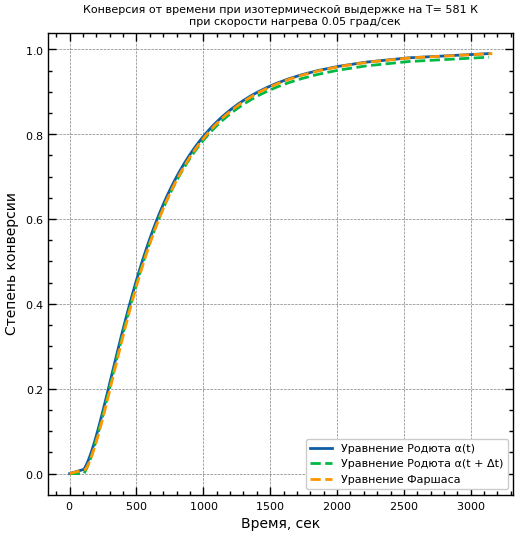 Конверсия от времени при изотермической выдержке на T= 581 К
при скорости нагрева 0.05 град/сек
Степень конверсии
1.0
0.8
0.6
0.4
0.2
0.0
Уравнение Родюта α(t)
Уравнение Родюта α(t + Δt)
Уравнение Фаршаса
0
500
1000
1500
2000
2500
3000
Время, сек